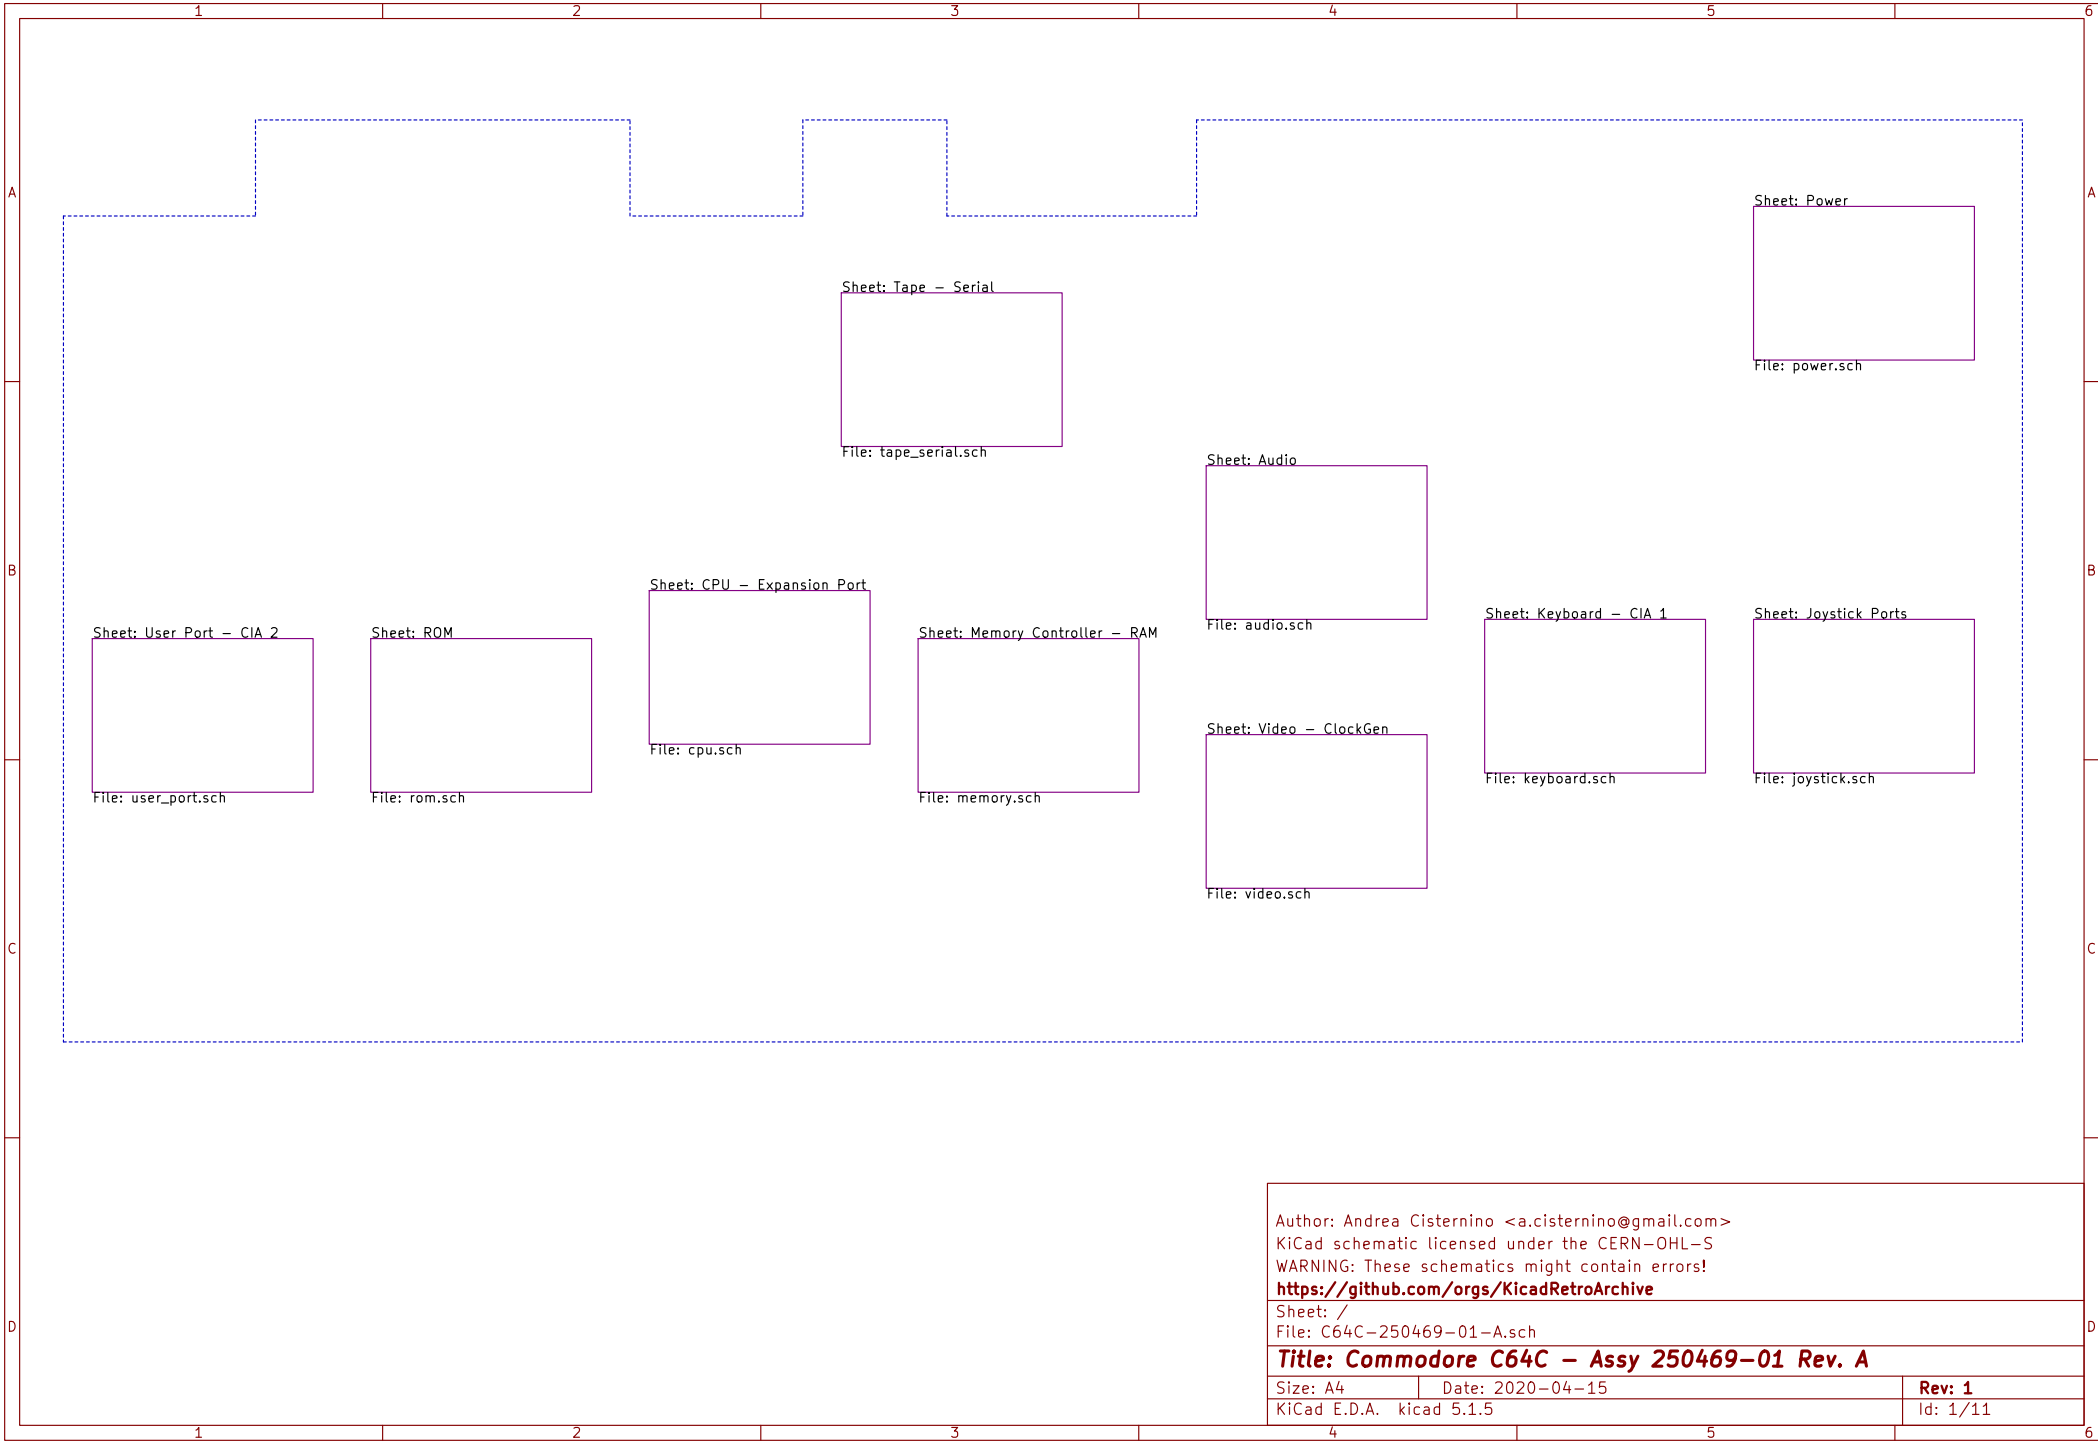 1 2 3 4 5 6
A A
Sheet: Power
Sheet: Tape – Serial
File: power.sch
File: tape_serial.sch
Sheet: Audio
B B
Sheet: CPU – Expansion Port
Sheet: Keyboard – CIA 1
Sheet: Joystick Ports
File: audio.sch
Sheet: User Port – CIA 2
Sheet: ROM
Sheet: Memory Controller – RAM
Sheet: Video – ClockGen
File: cpu.sch
File: keyboard.sch
File: joystick.sch
File: user_port.sch
File: rom.sch
File: memory.sch
File: video.sch
C C
Author: Andrea Cisternino <a.cisternino@gmail.com>
KiCad schematic licensed under the CERN–OHL–S
WARNING: These schematics might contain errors!
https://github.com/orgs/KicadRetroArchive
Sheet: /
D D
File: C64C–250469–01–A.sch
Title: Commodore C64C – Assy 250469–01 Rev. A
Size: A4 Date: 2020–04–15 Rev: 1
KiCad E.D.A. kicad 5.1.5 Id: 1/11
1 2 3 4 5 6